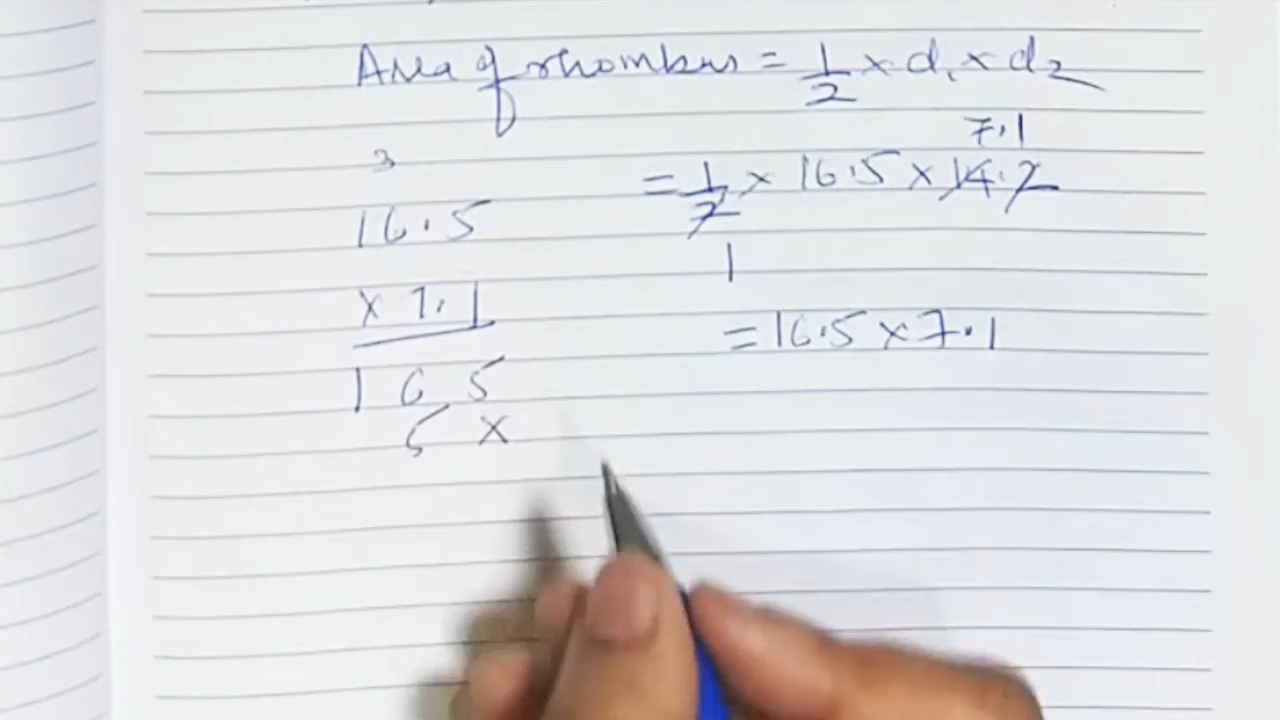 Area of rhombus = 1/2 × d1 × d2
7.1
= 1/2 × 16.5 × 14.2
1
= 16.5 × 7.1
3
16.5
× 7.1
1 6 5
5 ×